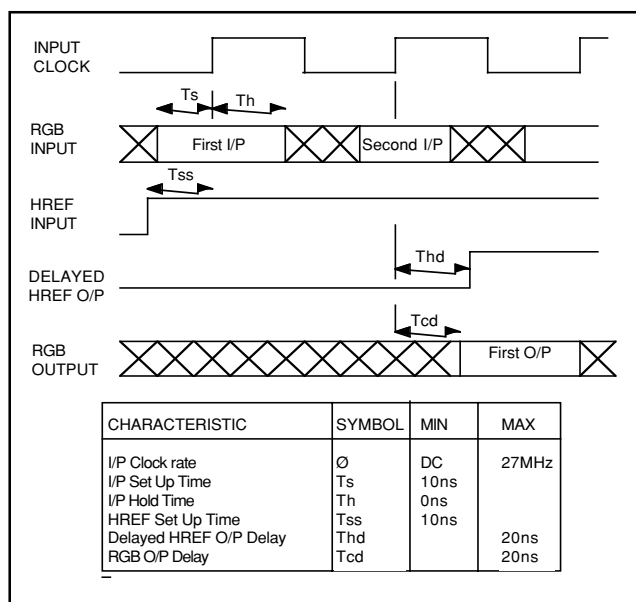 INPUT
CLOCK
Ts
Th
RGB
INPUT
First I/P
Second I/P
Tss
HREF
INPUT
Thd
DELAYED
HREF O/P
Tcd
RGB
OUTPUT
First O/P
CHARACTERISTIC SYMBOL MIN MAX
I/P Clock rate Ø DC 27MHz
I/P Set Up Time Ts 10ns
I/P Hold Time Th 0ns
HREF Set Up Time Tss 10ns
Delayed HREF O/P Delay Thd 20ns
RGB O/P Delay Tcd 20ns